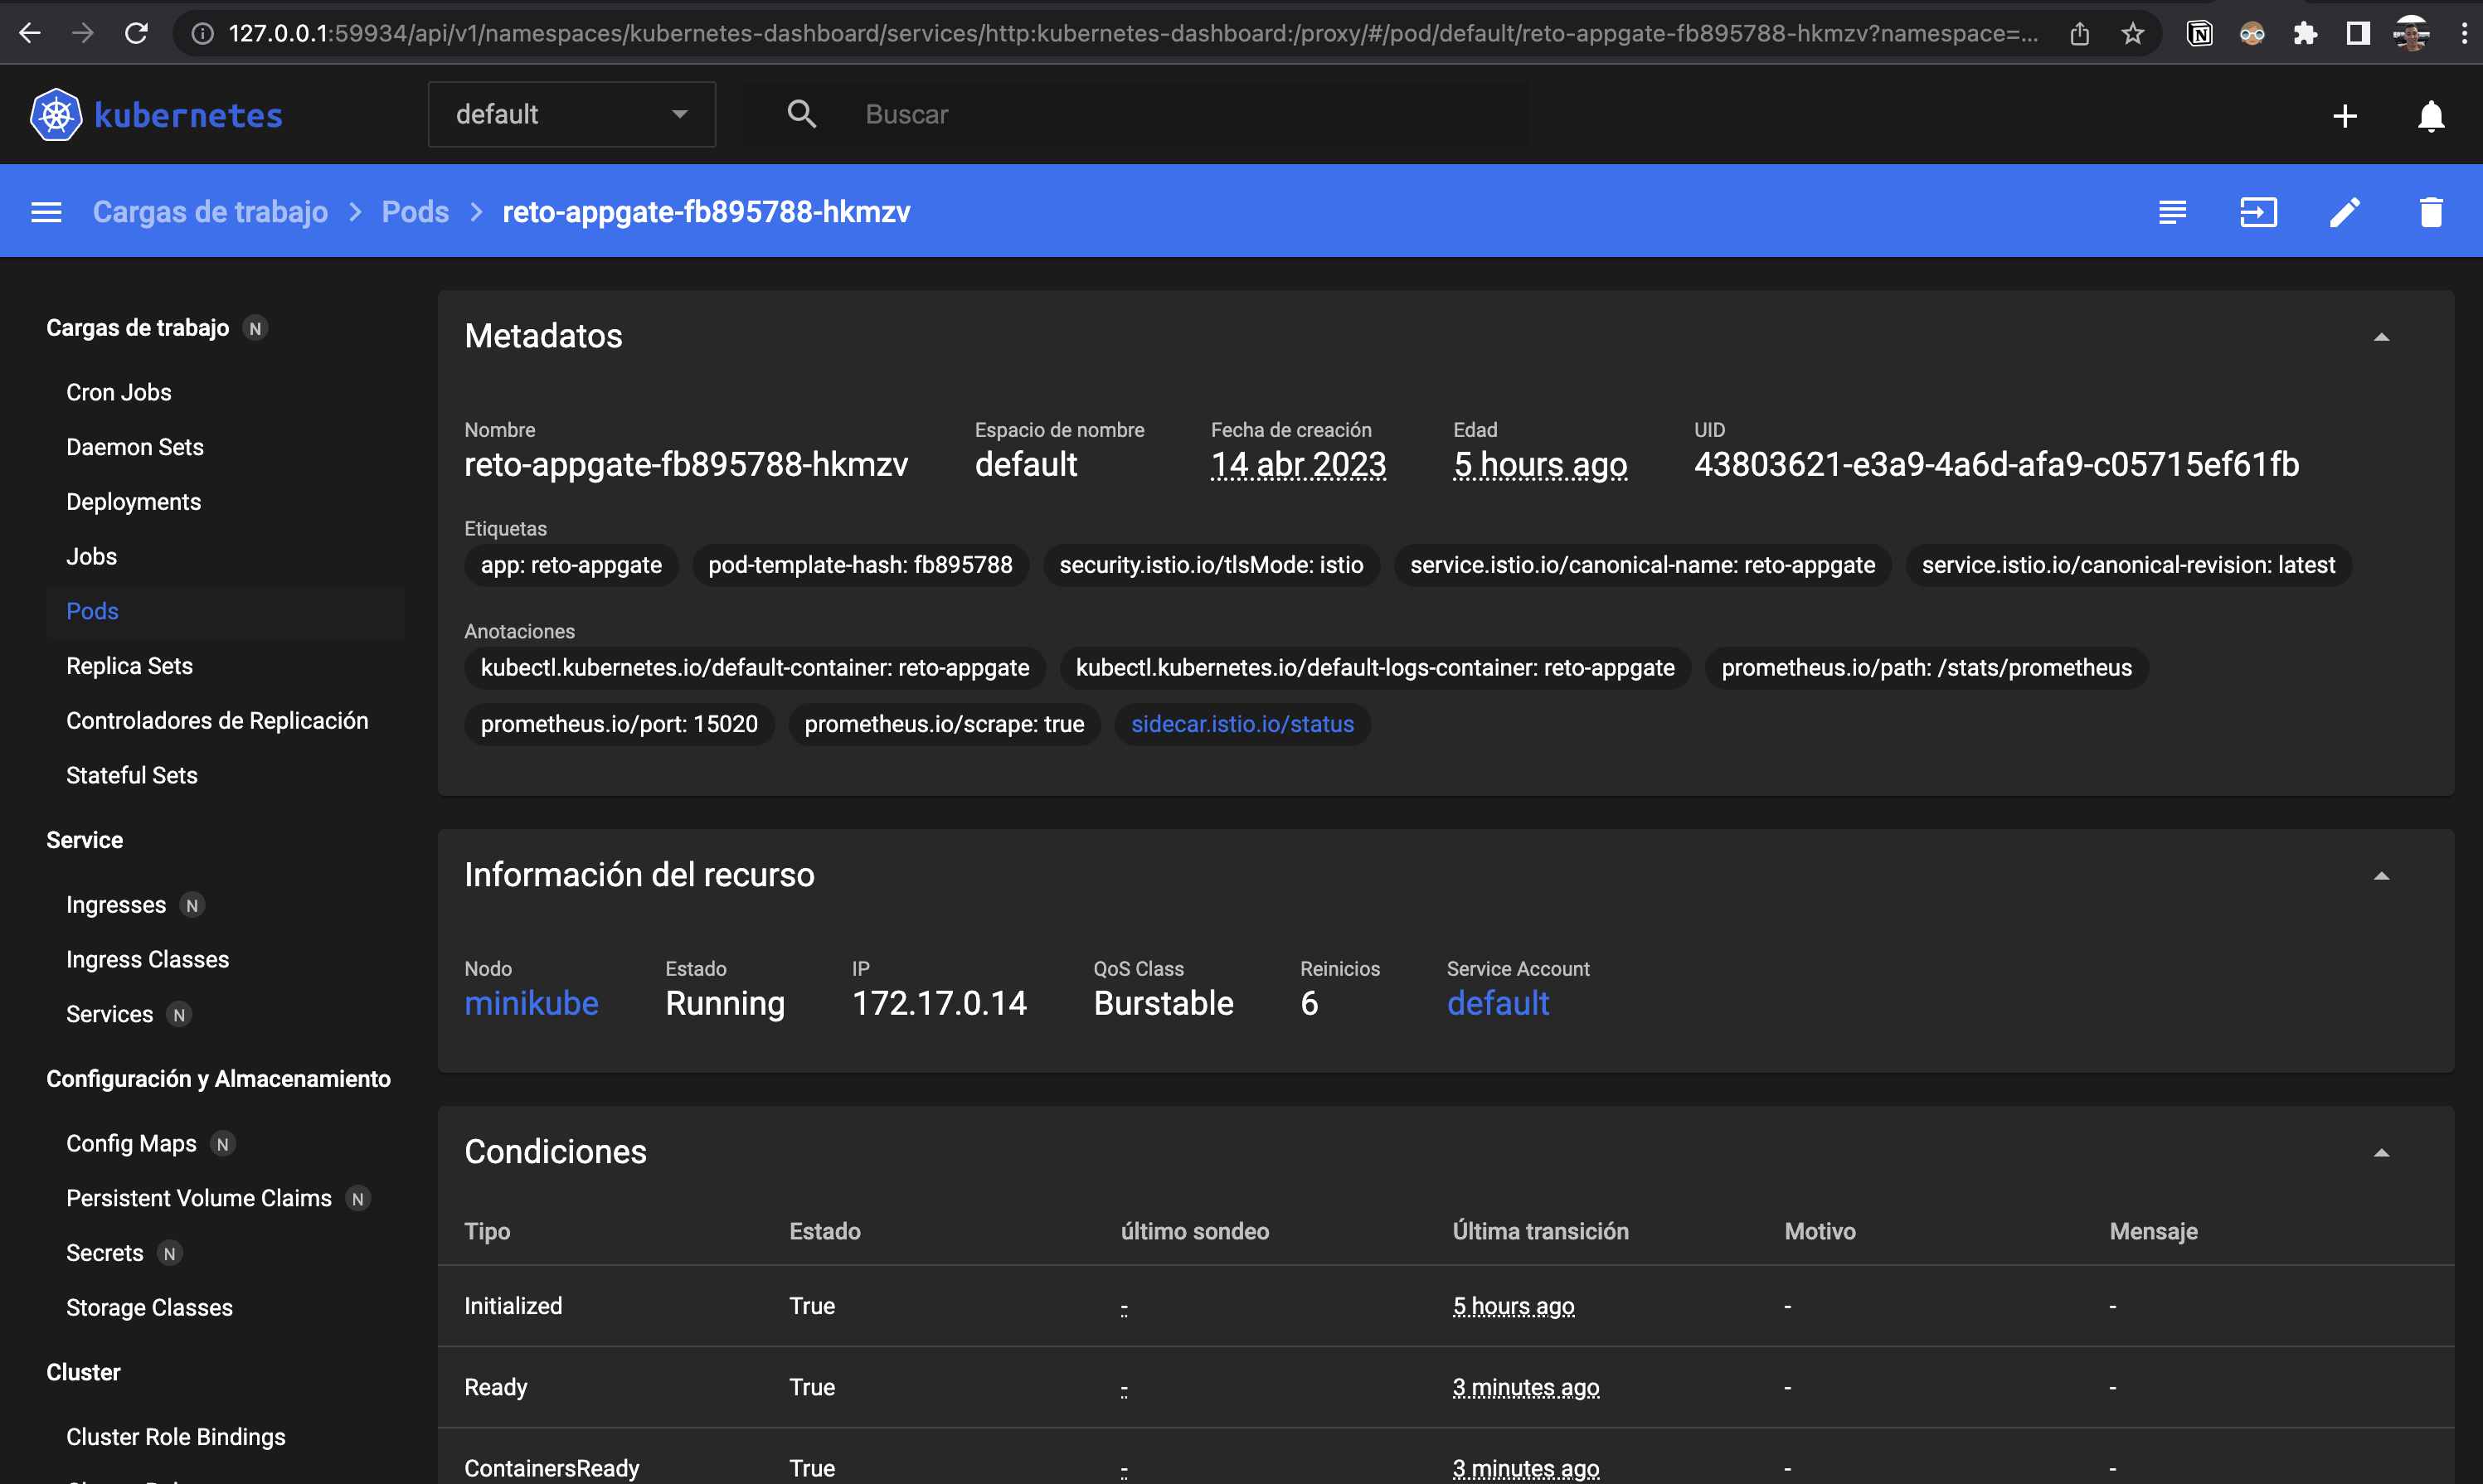 127.0.0.1:59934/api/v1/namespaces/kubernetes-dashboard/services/http:kubernetes-dashboard:/proxy/#/pod/default/reto-appgate-fb895788-hkmzv?namespace=...
kubernetes
default
Buscar
Cargas de trabajo > Pods > reto-appgate-fb895788-hkmzv
Cargas de trabajo N
Cron Jobs
Daemon Sets
Deployments
Jobs
Pods
Replica Sets
Controladores de Replicación
Stateful Sets
Service
Ingresses N
Ingress Classes
Services N
Configuración y Almacenamiento
Config Maps N
Persistent Volume Claims N
Secrets N
Storage Classes
Cluster
Cluster Role Bindings
Metadatos
Nombre Espacio de nombre Fecha de creación Edad UID
reto-appgate-fb895788-hkmzv default 14 abr 2023 5 hours ago 43803621-e3a9-4a6d-afa9-c05715ef61fb
Etiquetas
app: reto-appgate pod-template-hash: fb895788 security.istio.io/tlsMode: istio service.istio.io/canonical-name: reto-appgate service.istio.io/canonical-revision: latest
Anotaciones
kubectl.kubernetes.io/default-container: reto-appgate kubectl.kubernetes.io/default-logs-container: reto-appgate prometheus.io/path: /stats/prometheus
prometheus.io/port: 15020 prometheus.io/scrape: true sidecar.istio.io/status
Información del recurso
Nodo Estado IP QoS Class Reinicios Service Account
minikube Running 172.17.0.14 Burstable 6 default
Condiciones
Tipo Estado último sondeo Última transición Motivo Mensaje
Initialized True - 5 hours ago - -
Ready True - 3 minutes ago - -
ContainersReady True - 3 minutes ago - -